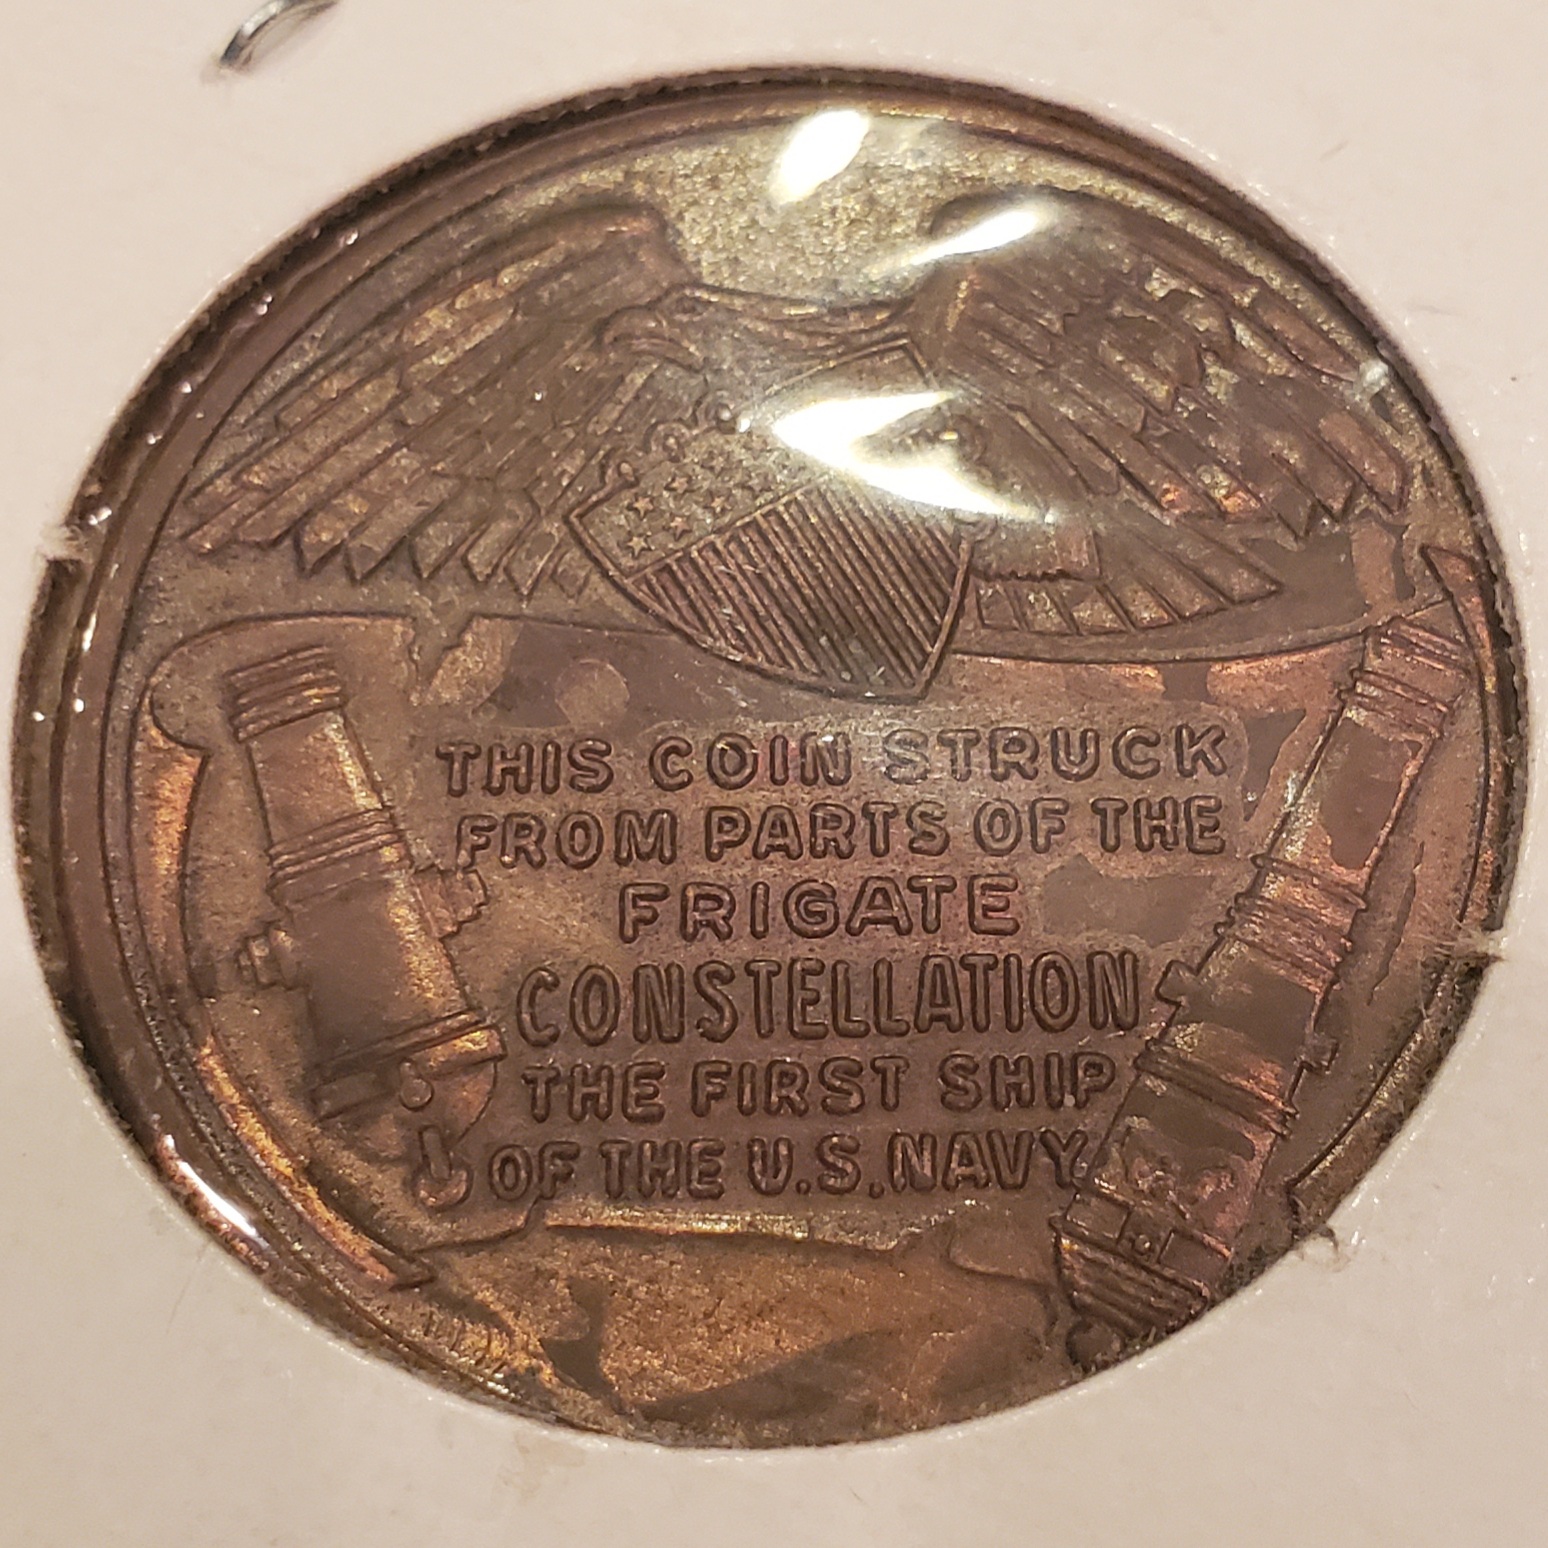 THIS COIN STRUCK
FROM PARTS OF THE
FRIGATE
CONSTELLATION
THE FIRST SHIP
OF THE U.S. NAVY